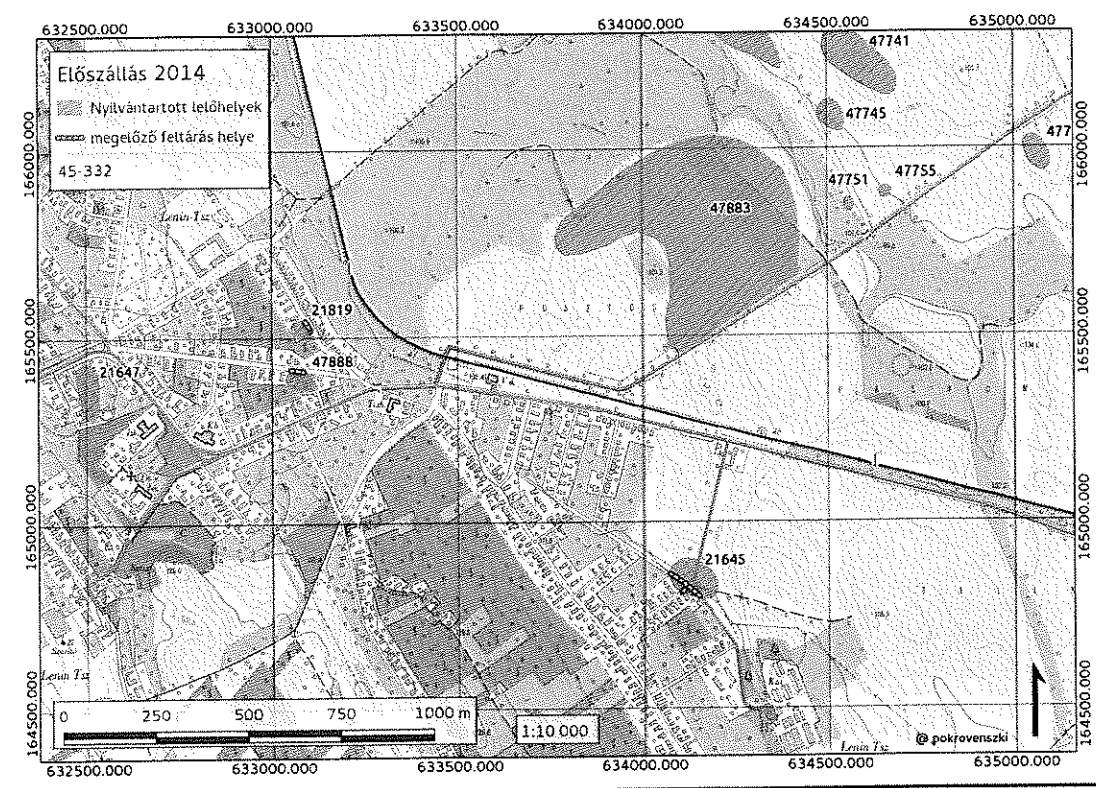 632500.000 633000.000 633500.000 634000.000 634500.000 635000.000
Előszállás 2014
Nyilvántartott lelőhelyek
megelőző feltárás helye
45-332
47741
47745
477
47755
47751
47883
166000.000
166000.000
Lenin-Tsz
21819
165500.000
165500.000
47888
21647
165000.000
165000.000
21645
Lenin Tsz
164500.000
164500.000
0 250 500 750 1000 m
1:10 000
@ pokrovenszki
Lenin Tsz
632500.000 633000.000 633500.000 634000.000 634500.000 635000.000